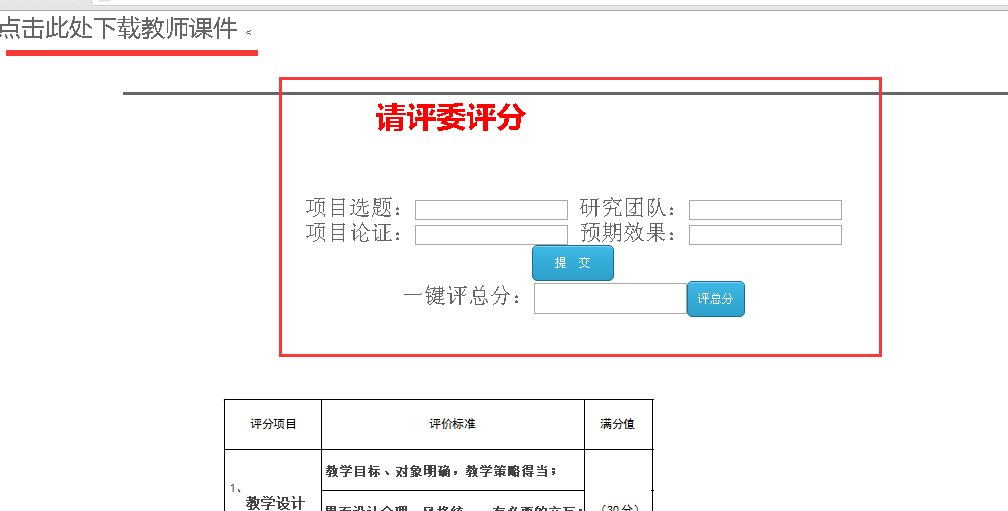 点击此处下载教师课件
请评委评分
项目选题： 研究团队：
项目论证： 预期效果：
提 交
一键评总分： 评总分
评分项目 评价标准 满分值
教学目标、对象明确，教学策略得当；
1、教学设计
（30分）